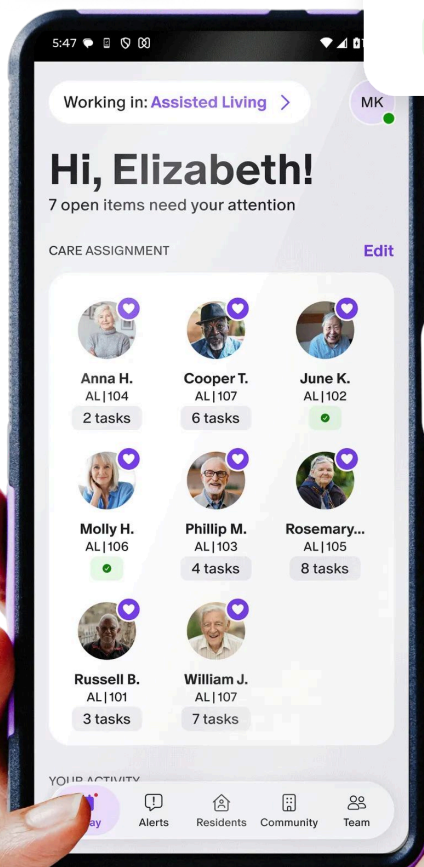 5:47
Working in: Assisted Living
MK
Hi, Elizabeth!
7 open items need your attention
CARE ASSIGNMENT
Edit
Anna H.
AL|104
2 tasks
Cooper T.
AL|107
6 tasks
June K.
AL|102
Molly H.
AL|106
Phillip M.
AL|103
4 tasks
Rosemary...
AL|105
8 tasks
Russell B.
AL|101
3 tasks
William J.
AL|107
7 tasks
YOUR ACTIVITY
Alerts
Residents
Community
Team